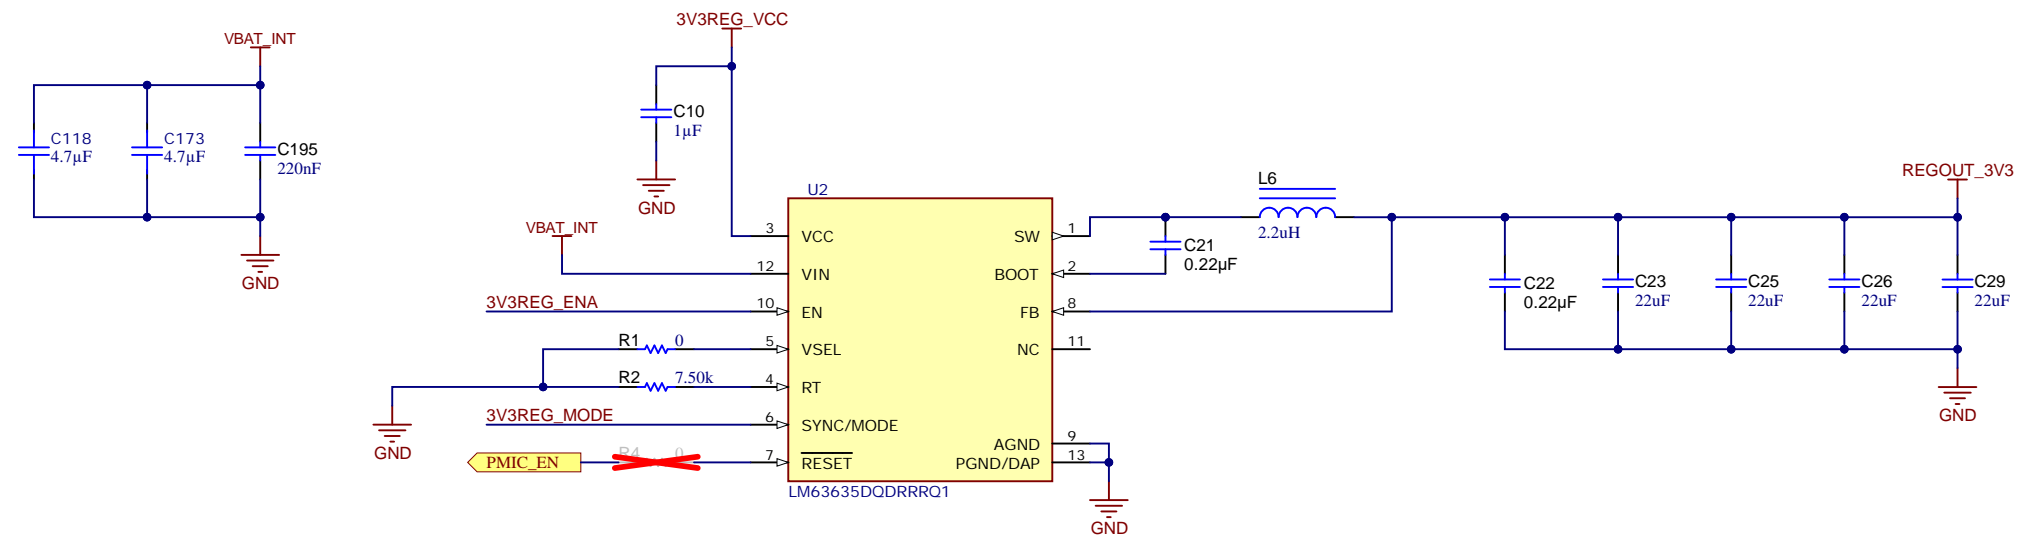 VBAT_INT
C118
4.7µF
C173
4.7µF
C195
220nF
GND
3V3REG_VCC
C10
1µF
GND
VBAT_INT
3V3REG_ENA
R1 0
R2 7.50k
GND
3V3REG_MODE
PMIC_EN
R4 0
U2
3 VCC
12 VIN
10 EN
5 VSEL
4 RT
6 SYNC/MODE
7 RESET
SW 1
BOOT 2
FB 8
NC 11
AGND 9
PGND/DAP 13
LM63635DQDRRRQ1
GND
C21
0.22µF
L6
2.2uH
REGOUT_3V3
C22
0.22µF
C23
22uF
C25
22uF
C26
22uF
C29
22uF
GND